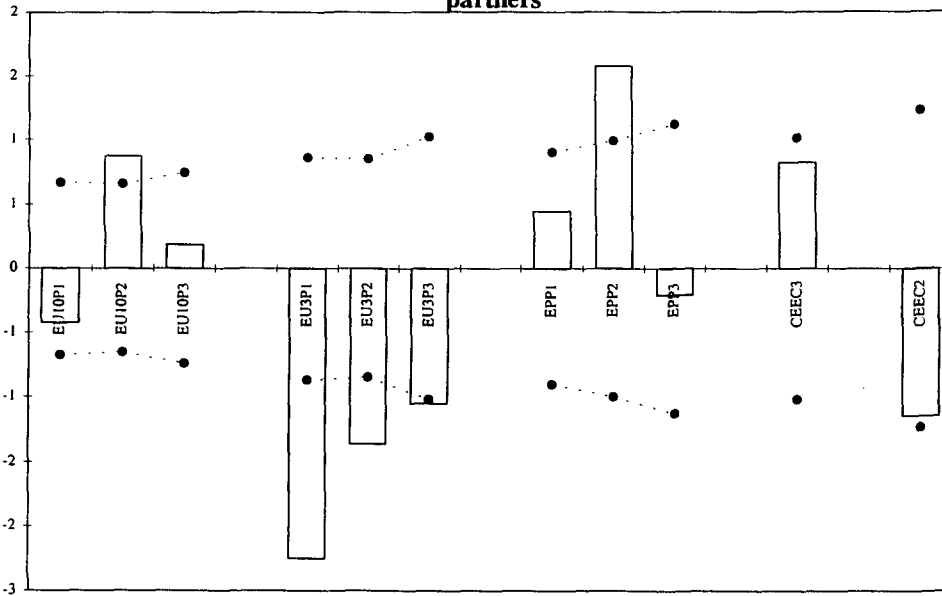 partners
2
2
1
1
0
-1
-1
-2
-2
-3
EU10P1
EU10P2
EU10P3
EU3P1
EU3P2
EU3P3
EPP1
EPP2
EPP3
CEEC3
CEEC2